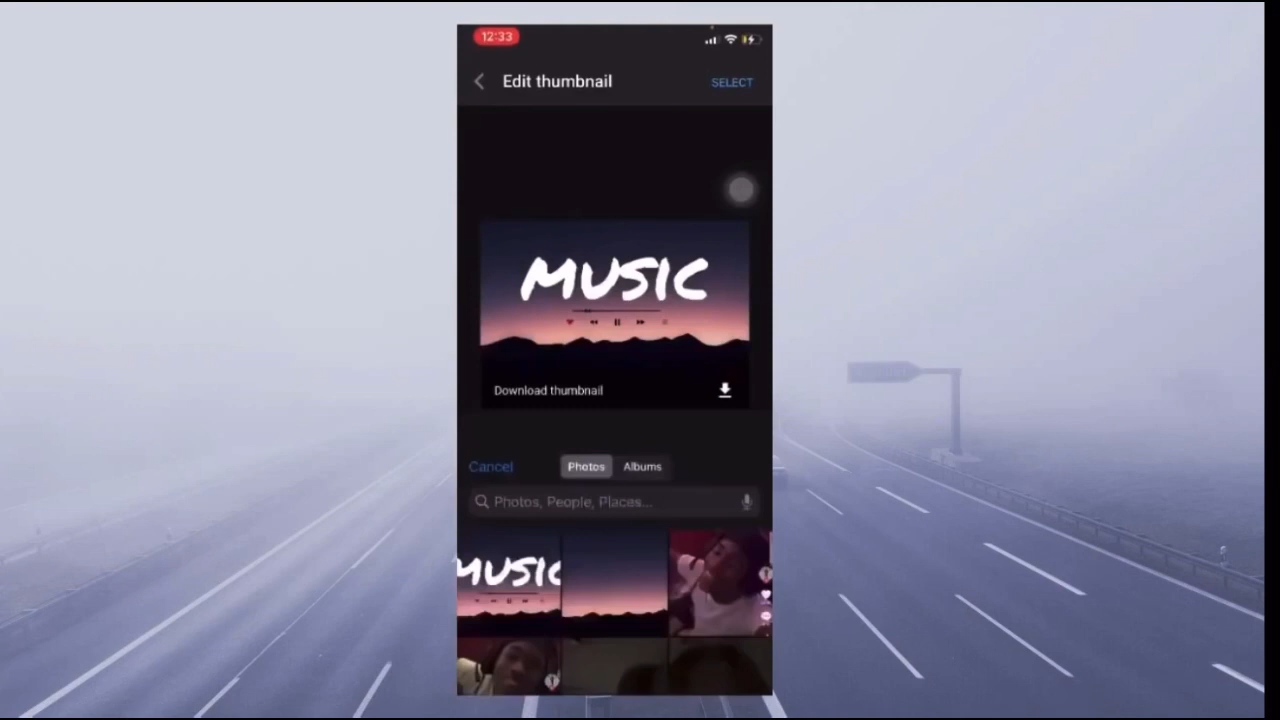 12:33
Edit thumbnail
SELECT
MUSIC
Download thumbnail
Cancel
Photos
Albums
Photos, People, Places...
MUSIC